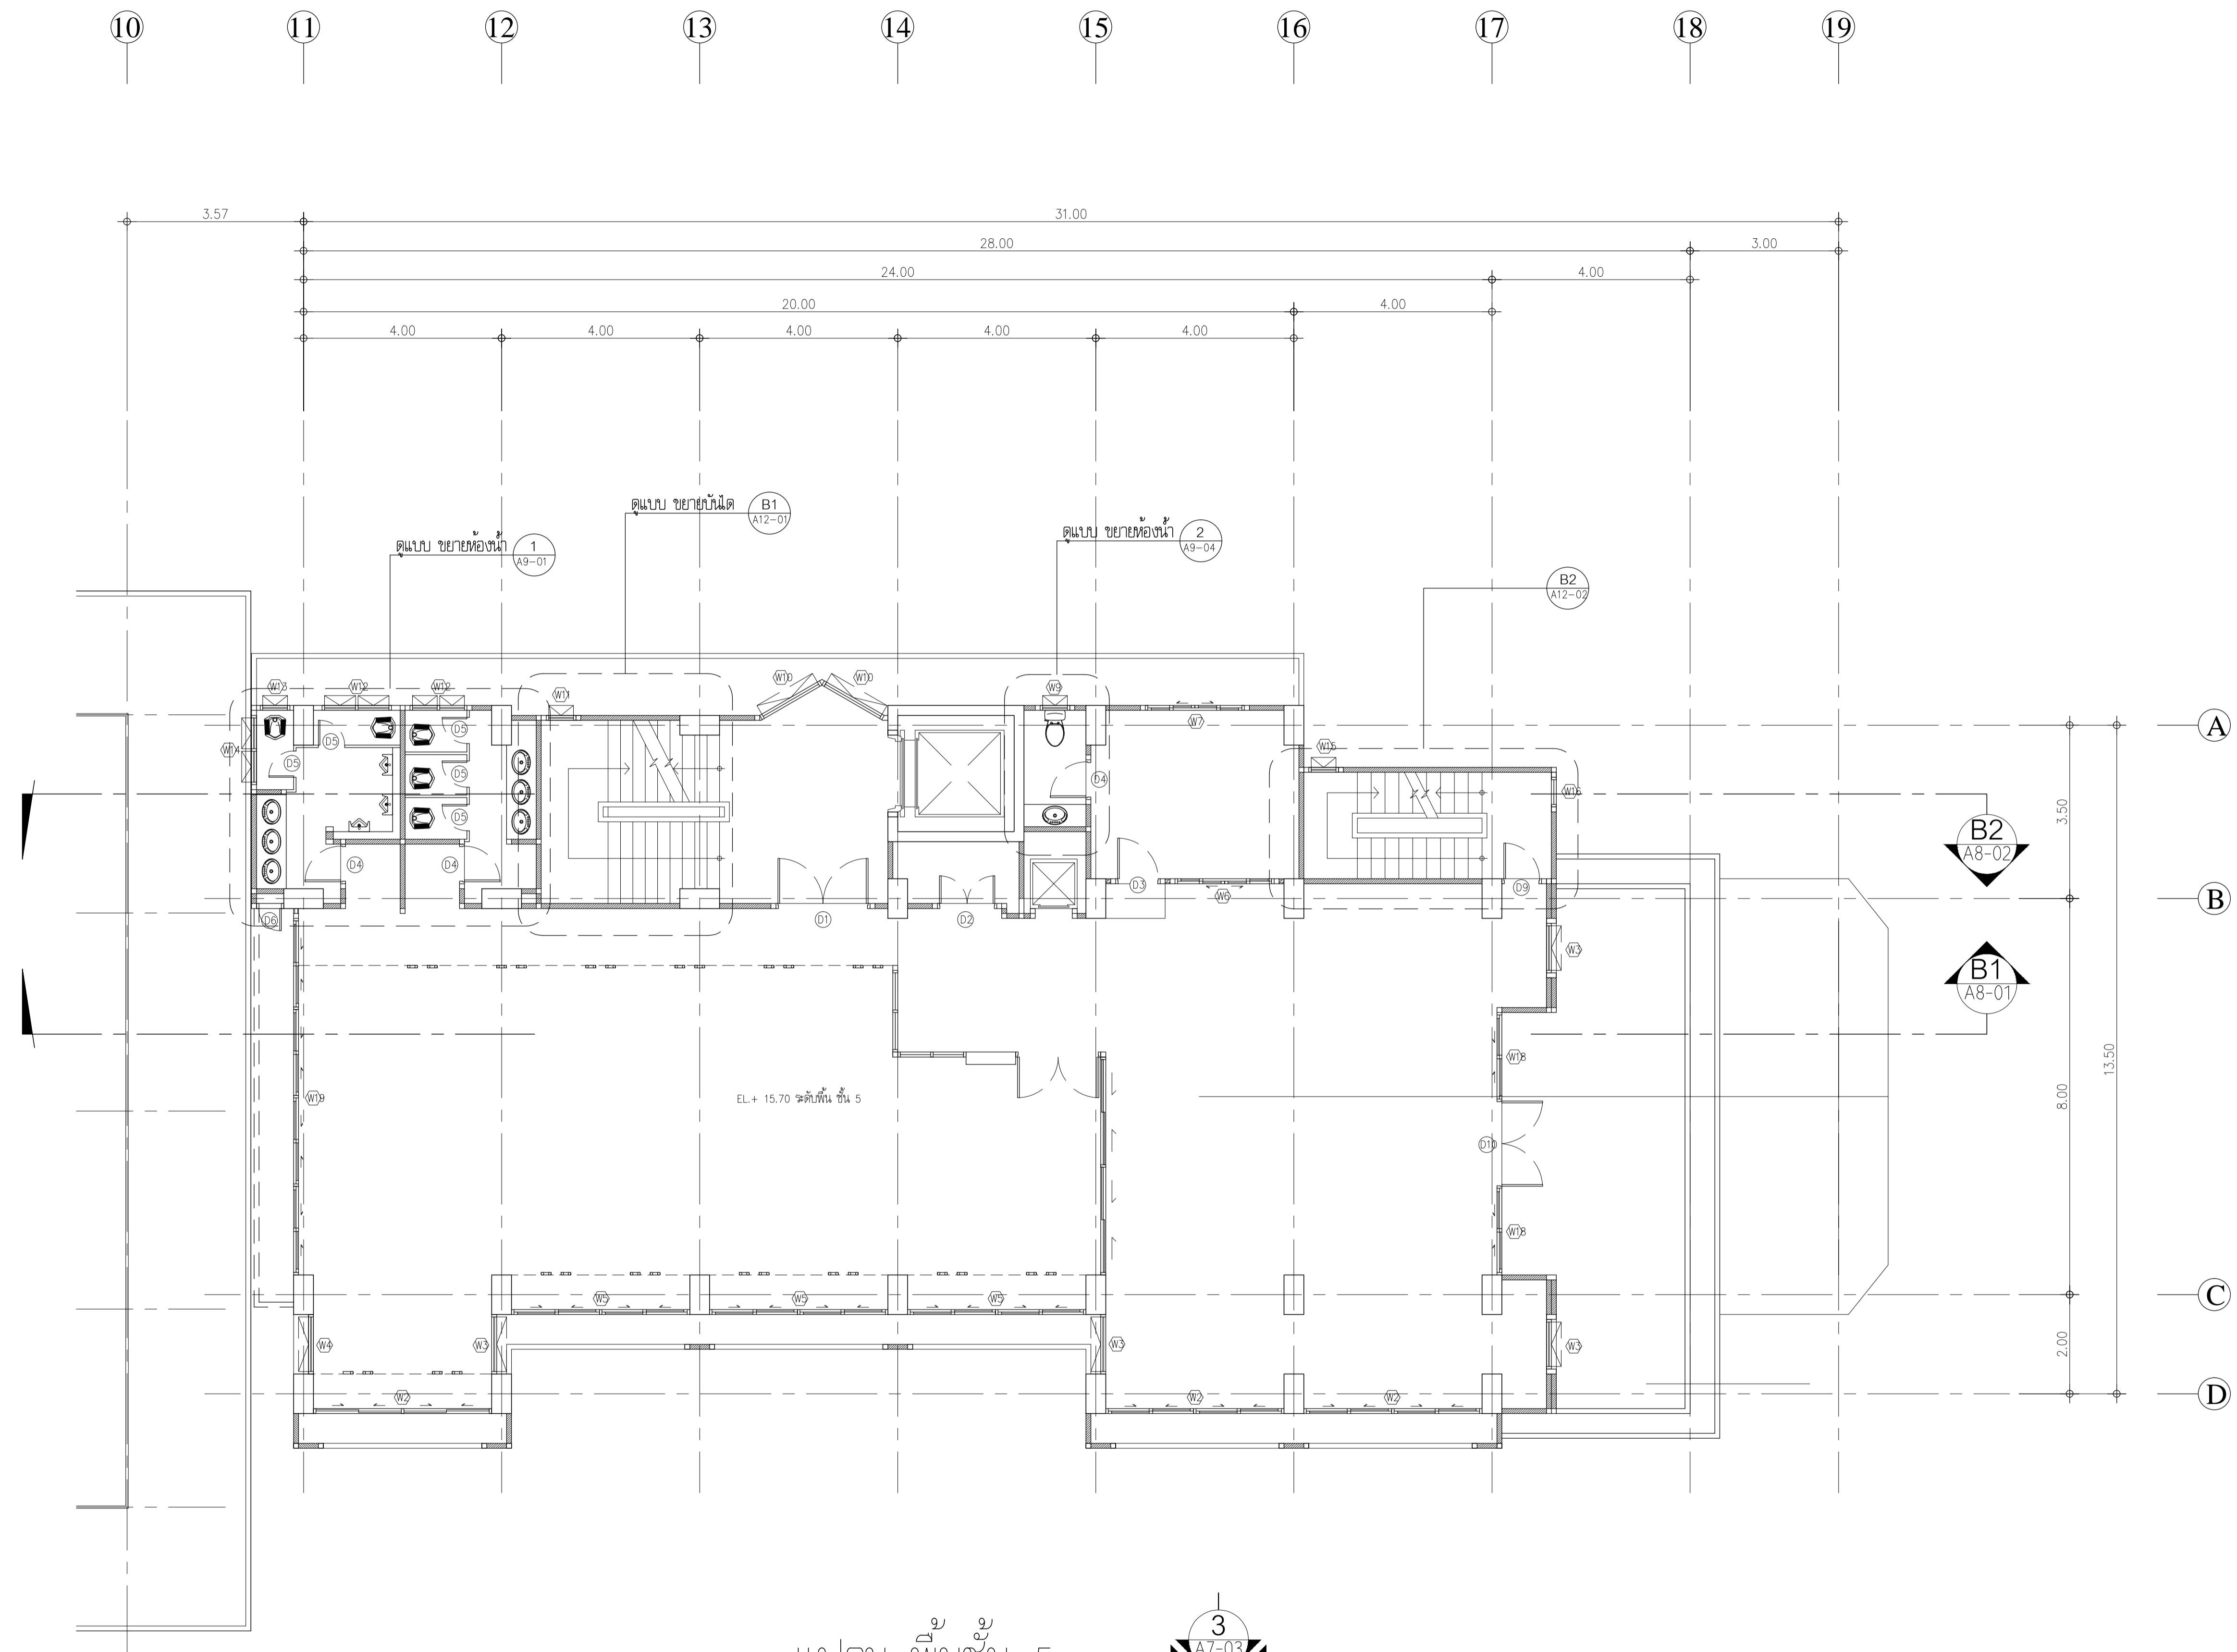 10 11 12 13 14 15 16 17 18 19
3.57 31.00
28.00 3.00
24.00 4.00
20.00 4.00
4.00 4.00 4.00 4.00 4.00
ดูแบบ ขยายบันได B1
A12-01
ดูแบบ ขยายห้องน้ำ 1
A9-01
ดูแบบ ขยายห้องน้ำ 2
A9-04
B2
A12-02
W13 W12 W12 W11 W10 W10 W9 W7
A
W14 D5 D5 D5 W15
D5 D4 W16
D5
3.50
B2
A8-02
D4 D4 D3 W6 D9
B
D6 D1 D2
W3
B1
A8-01
W18
13.50
W19
EL.+ 15.70 ระดับพื้น ชั้น 5
8.00
D10
W18
C
W5 W5 W5
W4 W3 W3 W3
2.00
W2 W2 W2
D
3
A7-03